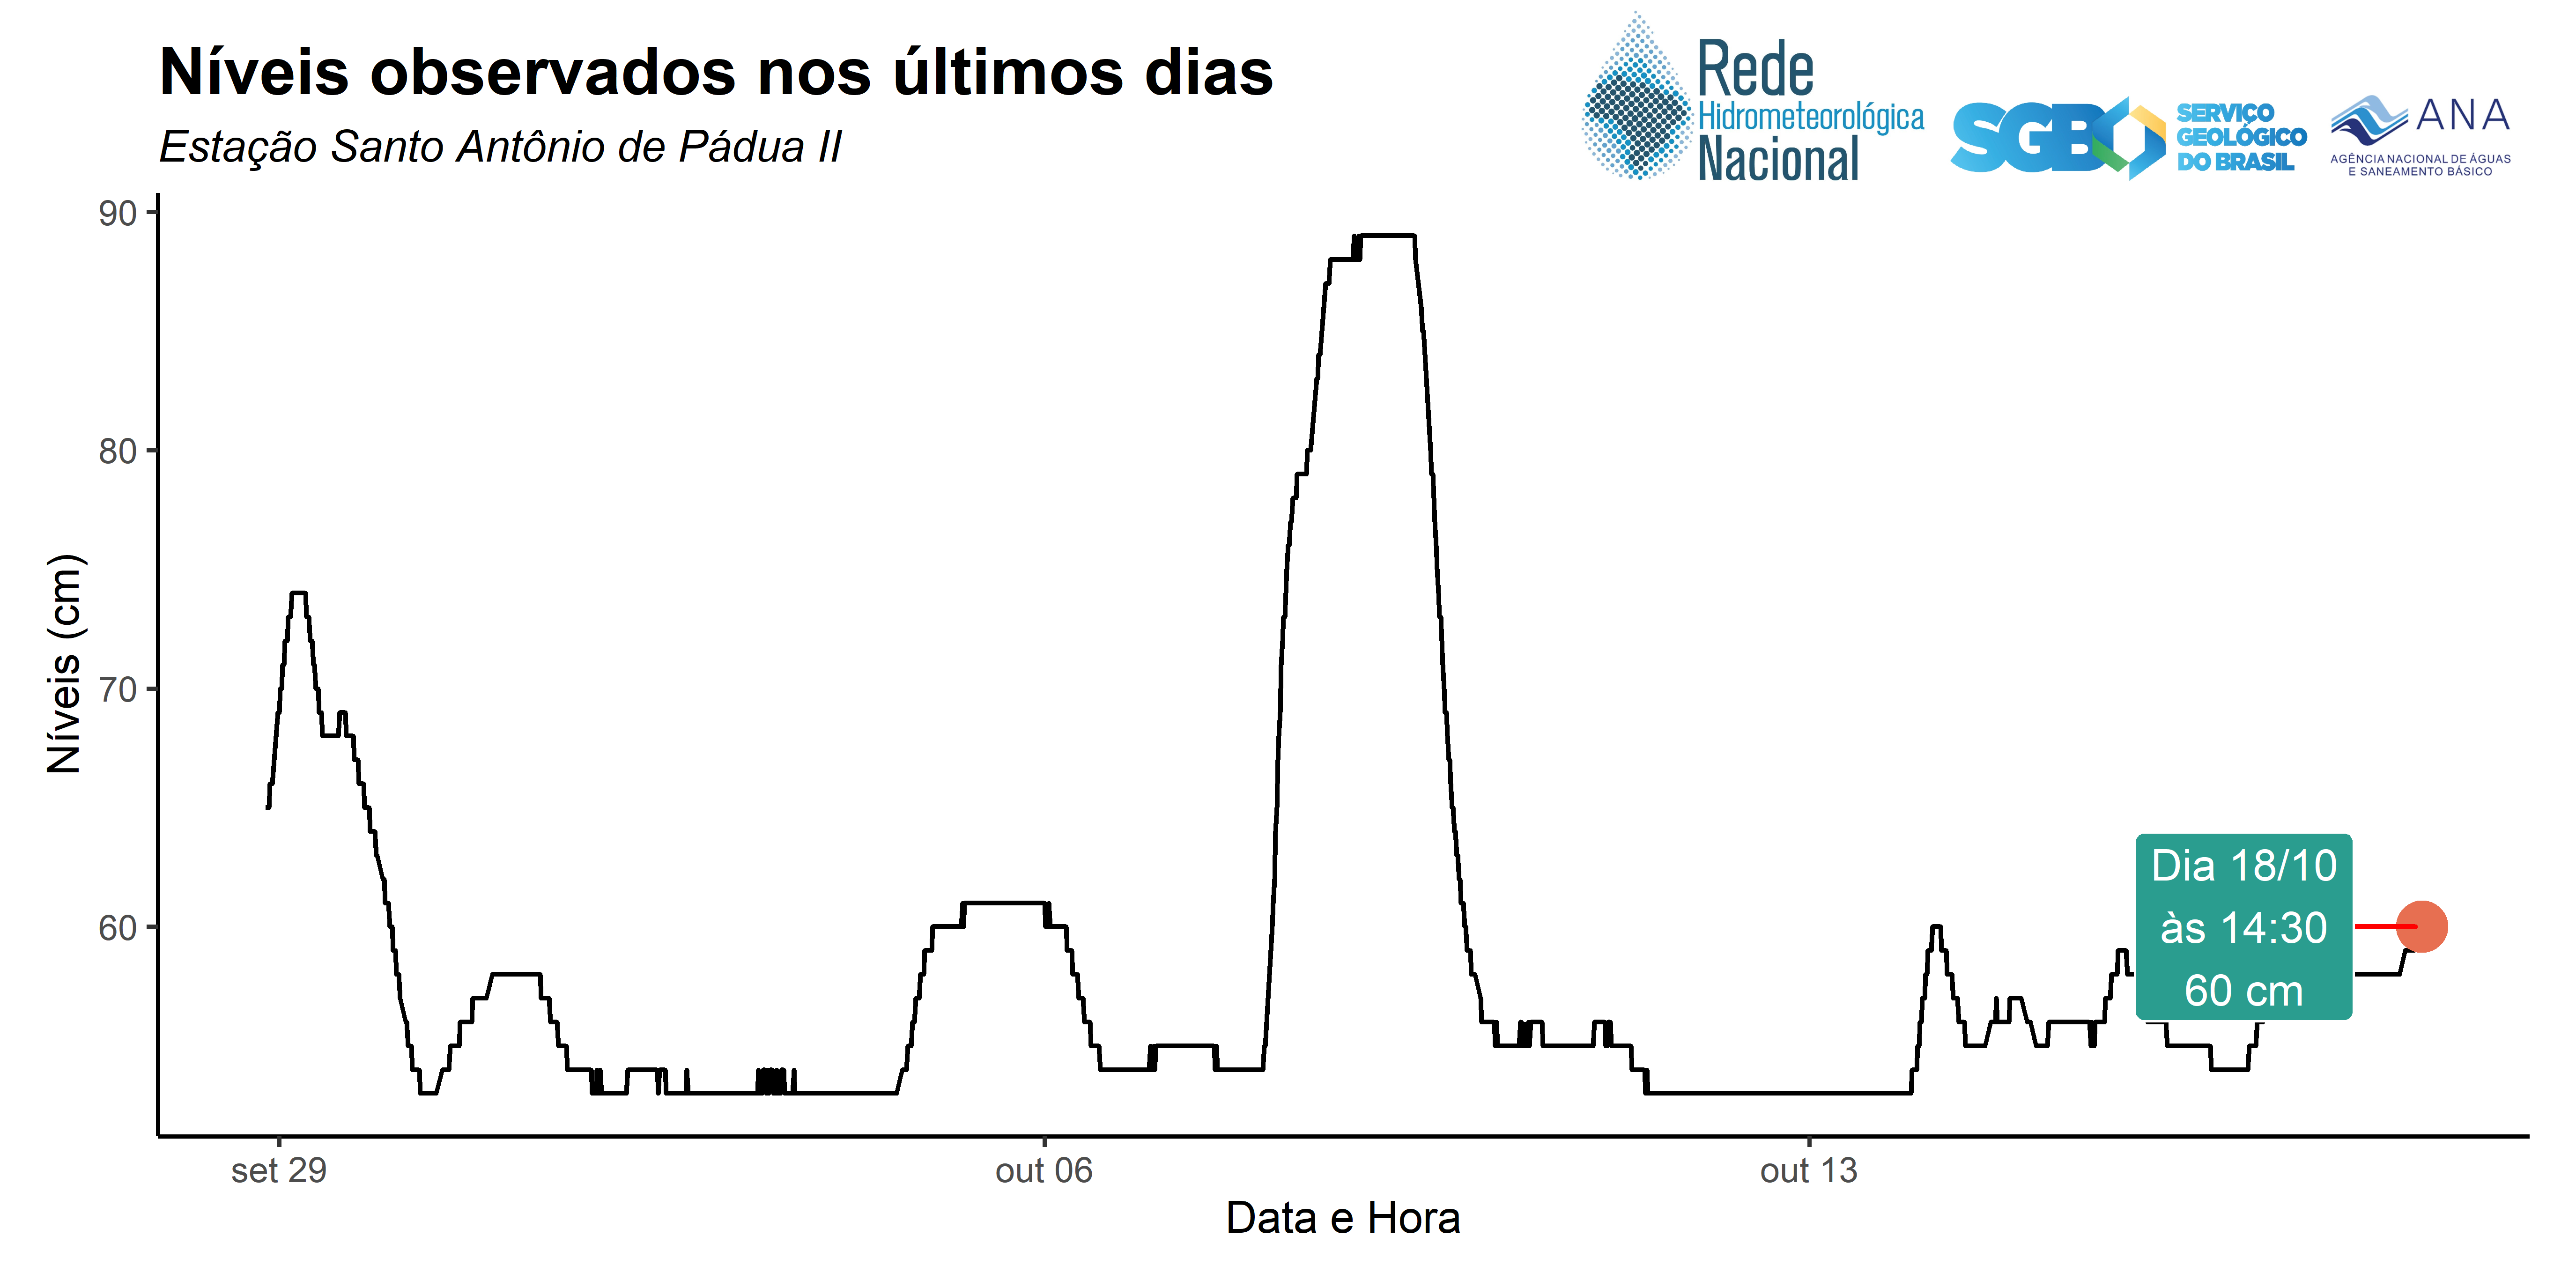 Níveis observados nos últimos dias
Estação Santo Antônio de Pádua II
Rede
Hidrometeorológica
Nacional
SGB
SERVIÇO
GEOLÓGICO
DO BRASIL
ANA
AGÊNCIA NACIONAL DE ÁGUAS
E SANEAMENTO BÁSICO
90
80
70
60
Níveis (cm)
Dia 18/10
às 14:30
60 cm
set 29
out 06
out 13
Data e Hora